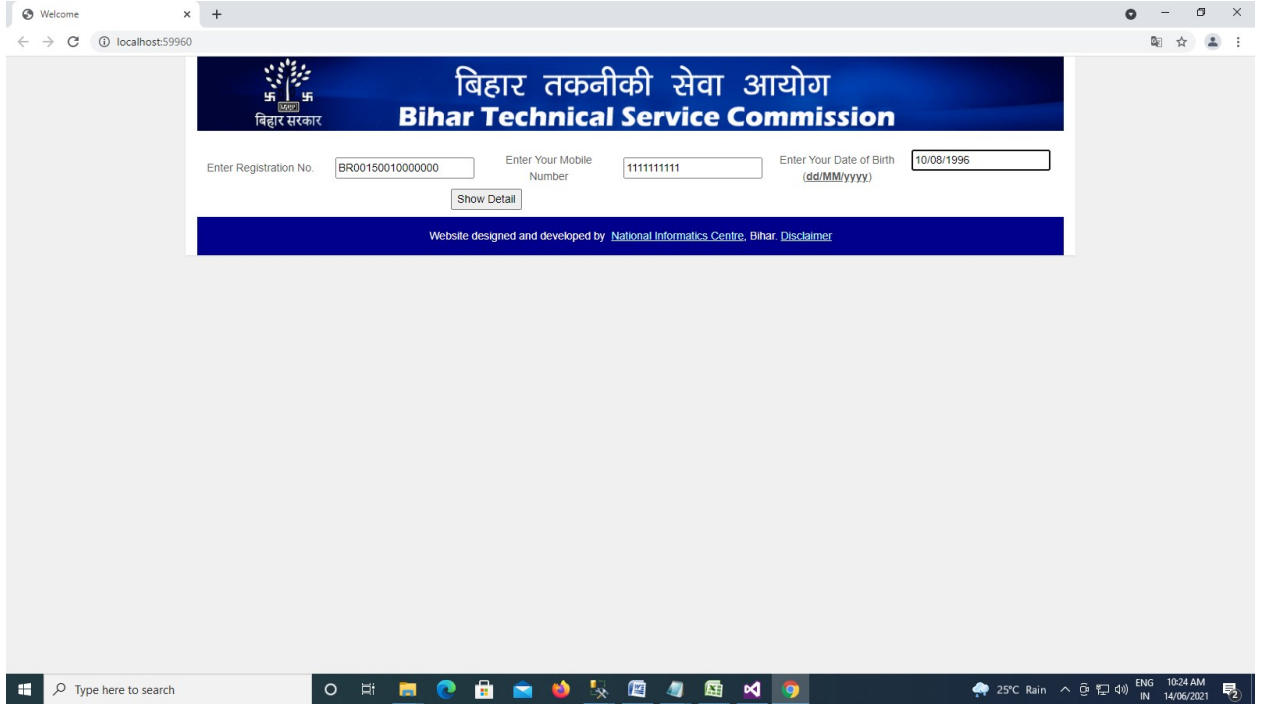 Welcome
localhost:59960
बिहार तकनीकी सेवा आयोग
Bihar Technical Service Commission
बिहार सरकार
Enter Registration No.
BR00150010000000
Enter Your Mobile
Number
1111111111
Enter Your Date of Birth
(dd/MM/yyyy)
10/08/1996
Show Detail
Website designed and developed by National Informatics Centre, Bihar. Disclaimer
Type here to search
25°C Rain
ENG
IN
10:24 AM
14/06/2021
2